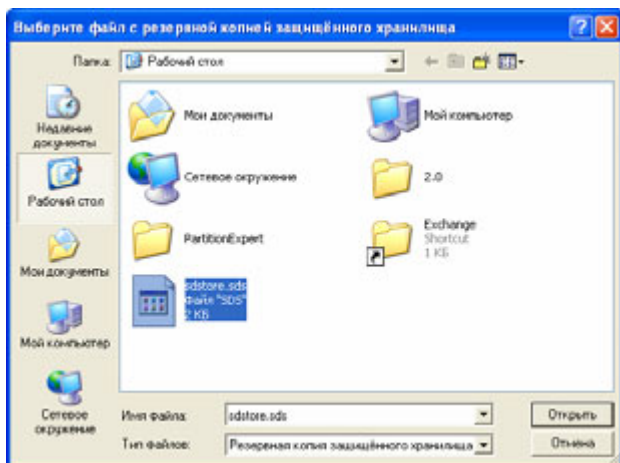 Выберите файл с резервной копией защищённого хранилища
Папка:
Рабочий стол
Недавние
документы
Рабочий стол
Мои документы
Мой компьютер
Сетевое
окружение
Мои документы
Мой компьютер
Сетевое окружение
2.0
PartitionExpert
Exchange
Shortcut
1 КБ
sdstore.sds
Файл "SDS"
2 КБ
Имя файла:
sdstore.sds
Открыть
Тип файлов:
Резервная копия защищённого хранилища
Отмена